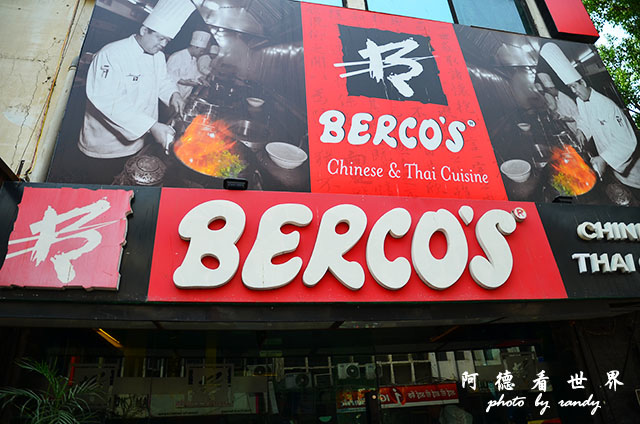 BERCO'S®
Chinese & Thai Cuisine
BERCO'S®
CHIN
THAI C
阿德看世界
photo by randy